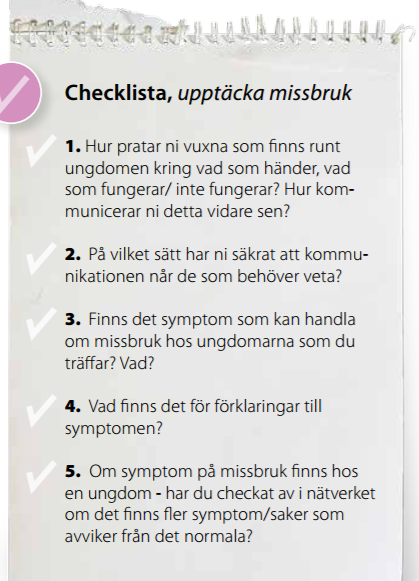 Checklista, upptäcka missbruk
1. Hur pratar ni vuxna som finns runt
ungdomen kring vad som händer, vad
som fungerar/ inte fungerar? Hur kom-
municerar ni detta vidare sen?
2. På vilket sätt har ni säkrat att kommu-
nikationen når de som behöver veta?
3. Finns det symptom som kan handla
om missbruk hos ungdomarna som du
träffar? Vad?
4. Vad finns det för förklaringar till
symptomen?
5. Om symptom på missbruk finns hos
en ungdom - har du checkat av i nätverket
om det finns fler symptom/saker som
avviker från det normala?